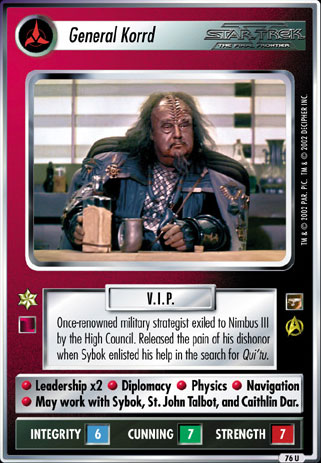 General Korrd
STAR TREK
THE FINAL FRONTIER
TM & © 2002 PAR. PIC. TM & © 2002 DECIPHER INC.
V.I.P.
Once-renowned military strategist exiled to Nimbus III
by the High Council. Released the pain of his dishonor
when Sybok enlisted his help in the search for Qui'tu.
Leadership x2 Diplomacy Physics Navigation
May work with Sybok, St. John Talbot, and Caithlin Dar.
INTEGRITY 6 CUNNING 7 STRENGTH 7
76 U